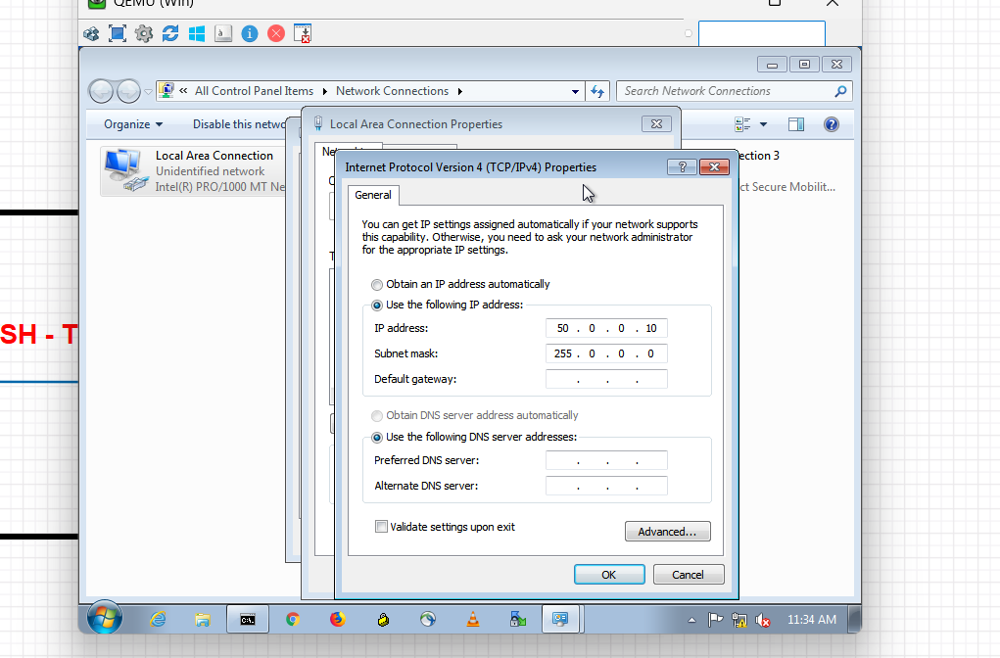 QEMU (Win)
« All Control Panel Items Network Connections
Search Network Connections
Organize Disable this netwo
Local Area Connection
Unidentified network
Intel(R) PRO/1000 MT Ne
ection 3
ct Secure Mobilit...
Local Area Connection Properties
Internet Protocol Version 4 (TCP/IPv4) Properties
General
You can get IP settings assigned automatically if your network supports
this capability. Otherwise, you need to ask your network administrator
for the appropriate IP settings.
Obtain an IP address automatically
Use the following IP address:
IP address: 50 . 0 . 0 . 10
Subnet mask: 255 . 0 . 0 . 0
Default gateway: . . .
Obtain DNS server address automatically
Use the following DNS server addresses:
Preferred DNS server: . . .
Alternate DNS server: . . .
Validate settings upon exit
Advanced...
OK Cancel
SH - T
11:34 AM